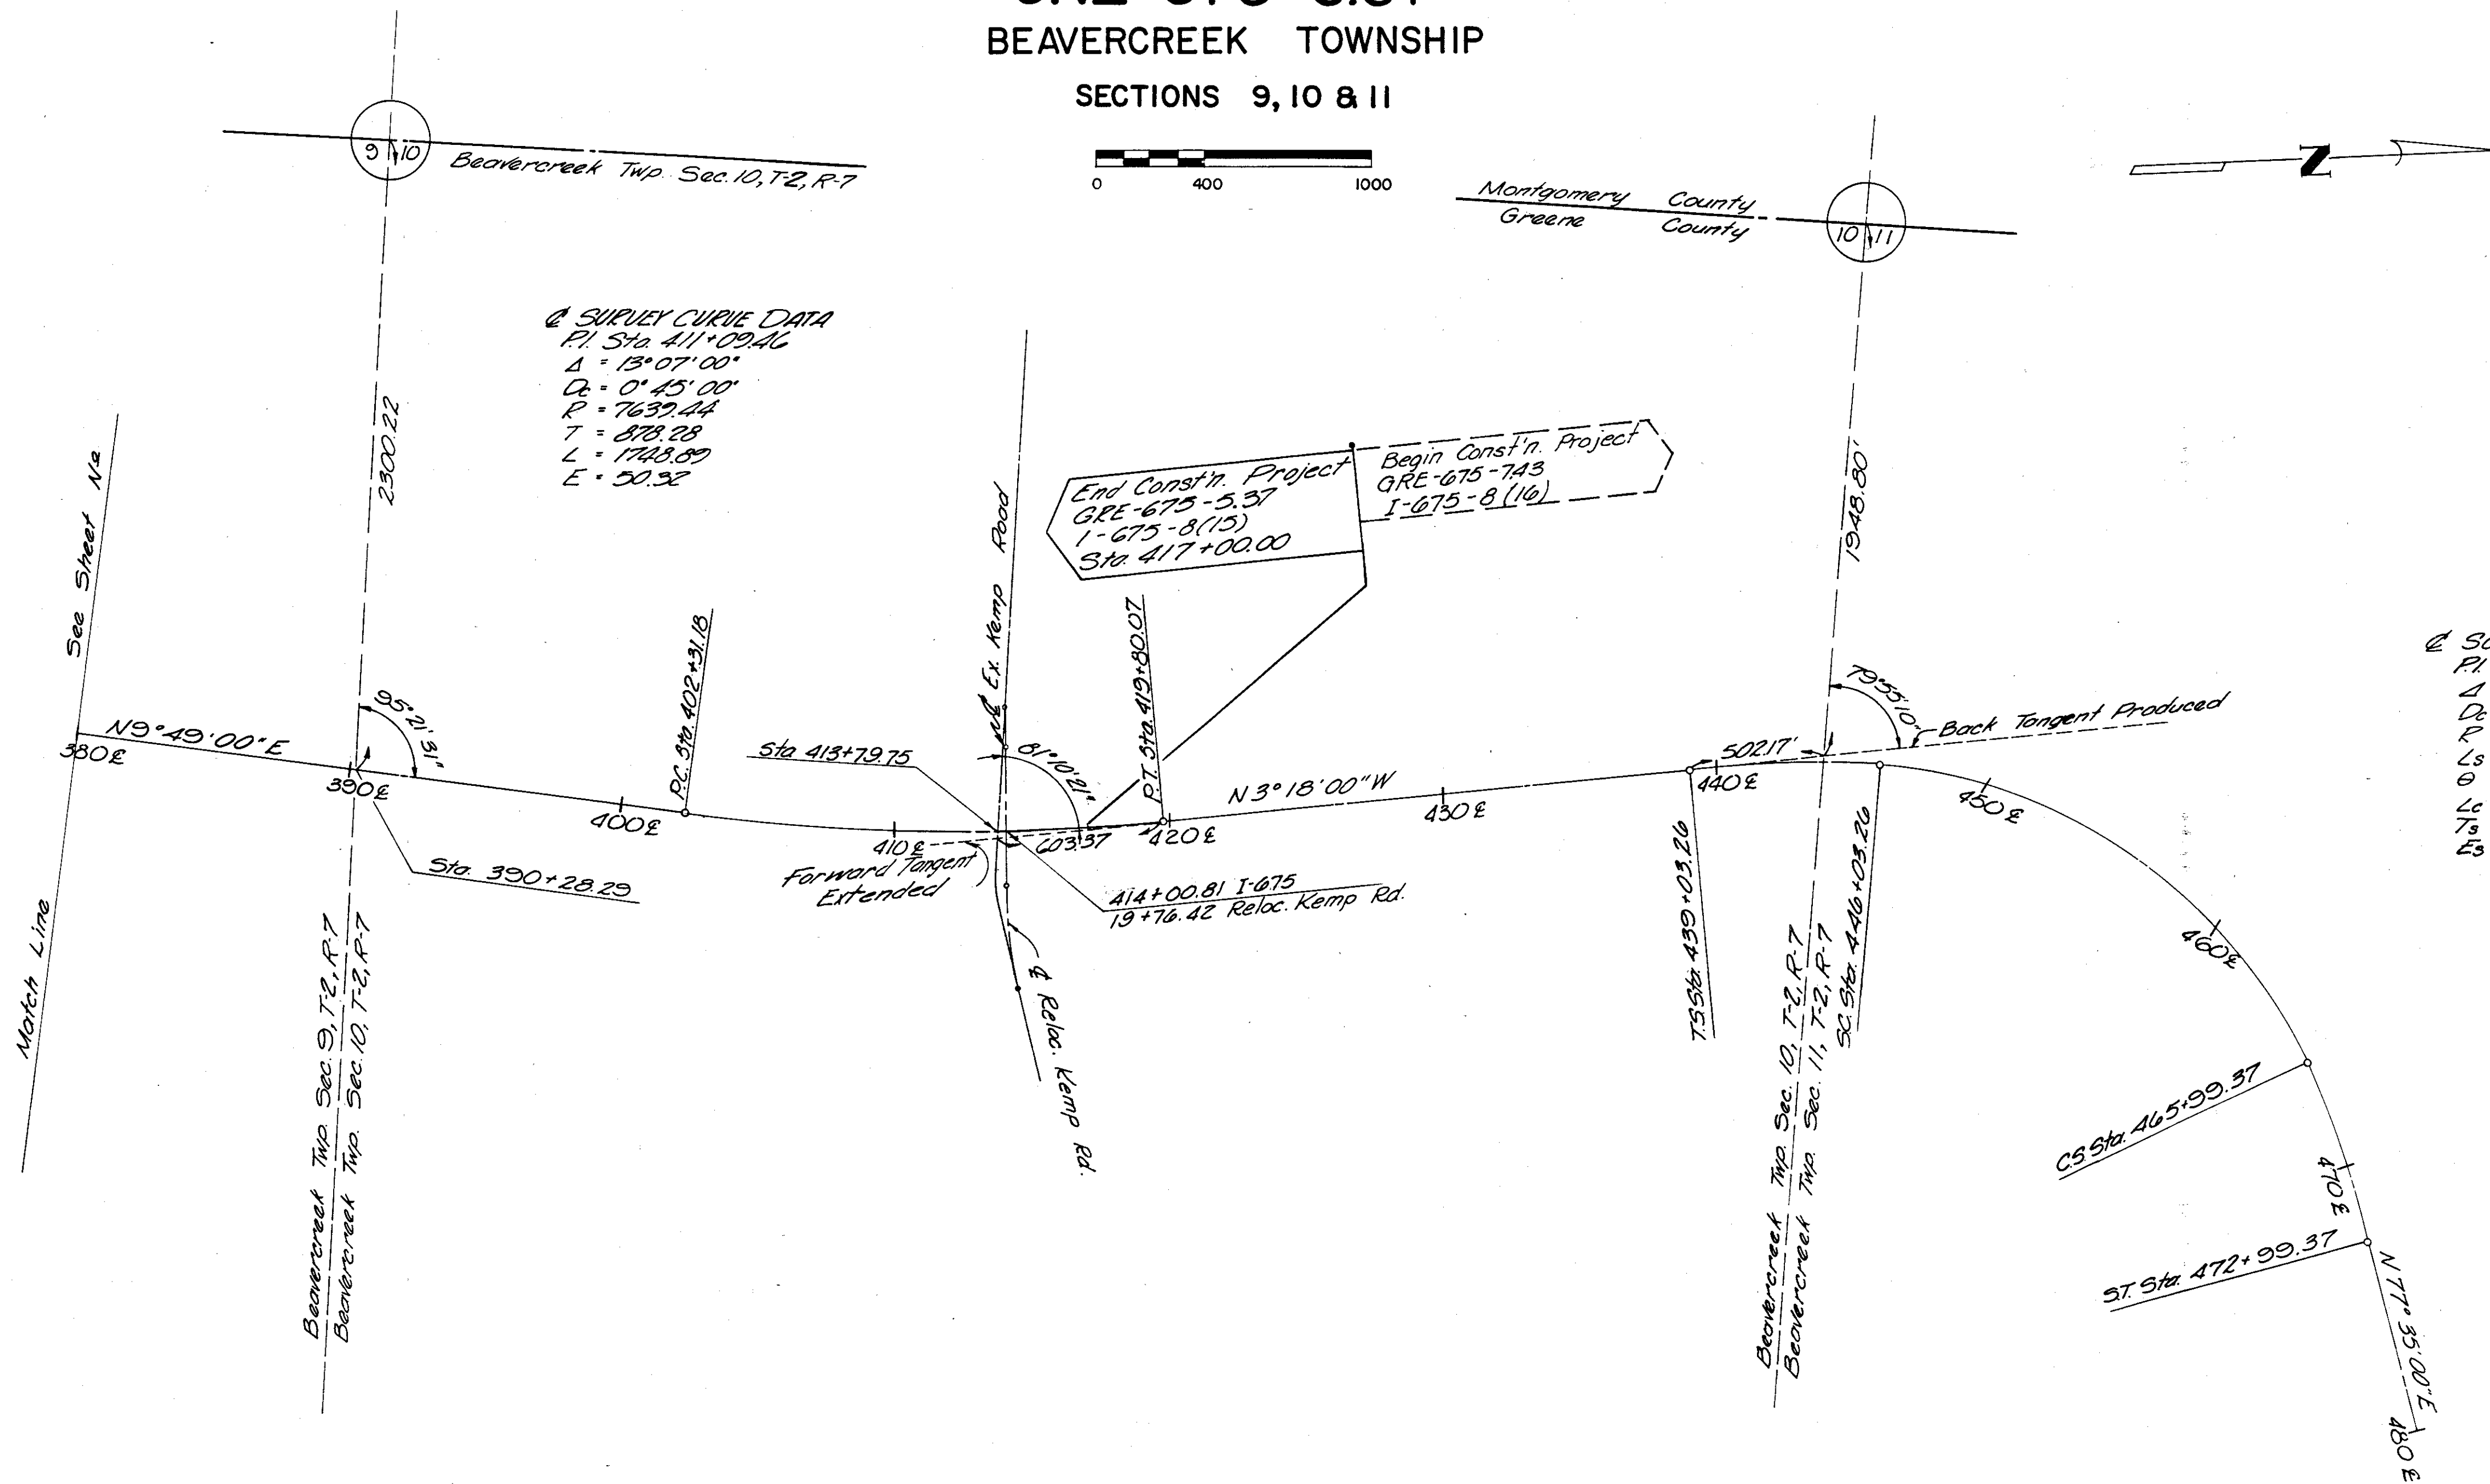 BEAVERCREEK TOWNSHIP
SECTIONS 9, 10 & 11
0 400 1000
N
9 10
Beavercreek Twp. Sec. 10, T-2, R-7
Montgomery County
Greene County
10 11
℄ SURVEY CURVE DATA
P.I. Sta. 411+09.46
Δ = 13°07'00"
Dc = 0°45'00"
R = 7639.44
T = 878.28
L = 1748.89
E = 50.32
2300.22
1948.80'
End Const'n. Project
GRE-675-5.37
I-675-8(15)
Sta. 417+00.00
Begin Const'n. Project
GRE-675-7.43
I-675-8(16)
See Street №
Match Line
℄ Ex. Kemp Road
P.C. Sta. 402+31.18
P.T. Sta. 419+80.07
N9°49'00"E
95°21'31"
380℄
390℄
400℄
410℄
420℄
430℄
440℄
450℄
460℄
470℄
480℄
Sta. 390+28.29
Sta 413+79.75
81°10'21"
603.37
Forward Tangent
Extended
414+00.81 I-675
19+76.42 Reloc. Kemp Rd.
℄ Reloc. Kemp Rd.
N 3°18'00"W
502.17'
79°55'10"
Back Tangent Produced
T.S. Sta. 439+03.26
S.C. Sta. 446+03.26
C.S. Sta. 465+99.37
S.T. Sta. 472+99.37
N 77°35'00"E
Beavercreek Twp. Sec. 9, T-2, R-7
Beavercreek Twp. Sec. 10, T-2, R-7
Beavercreek Twp. Sec. 10, T-2, R-7
Beavercreek Twp. Sec. 11, T-2, R-7
P.I.
Δ
Dc
R
Ls
θ
Lc
Ts
Es